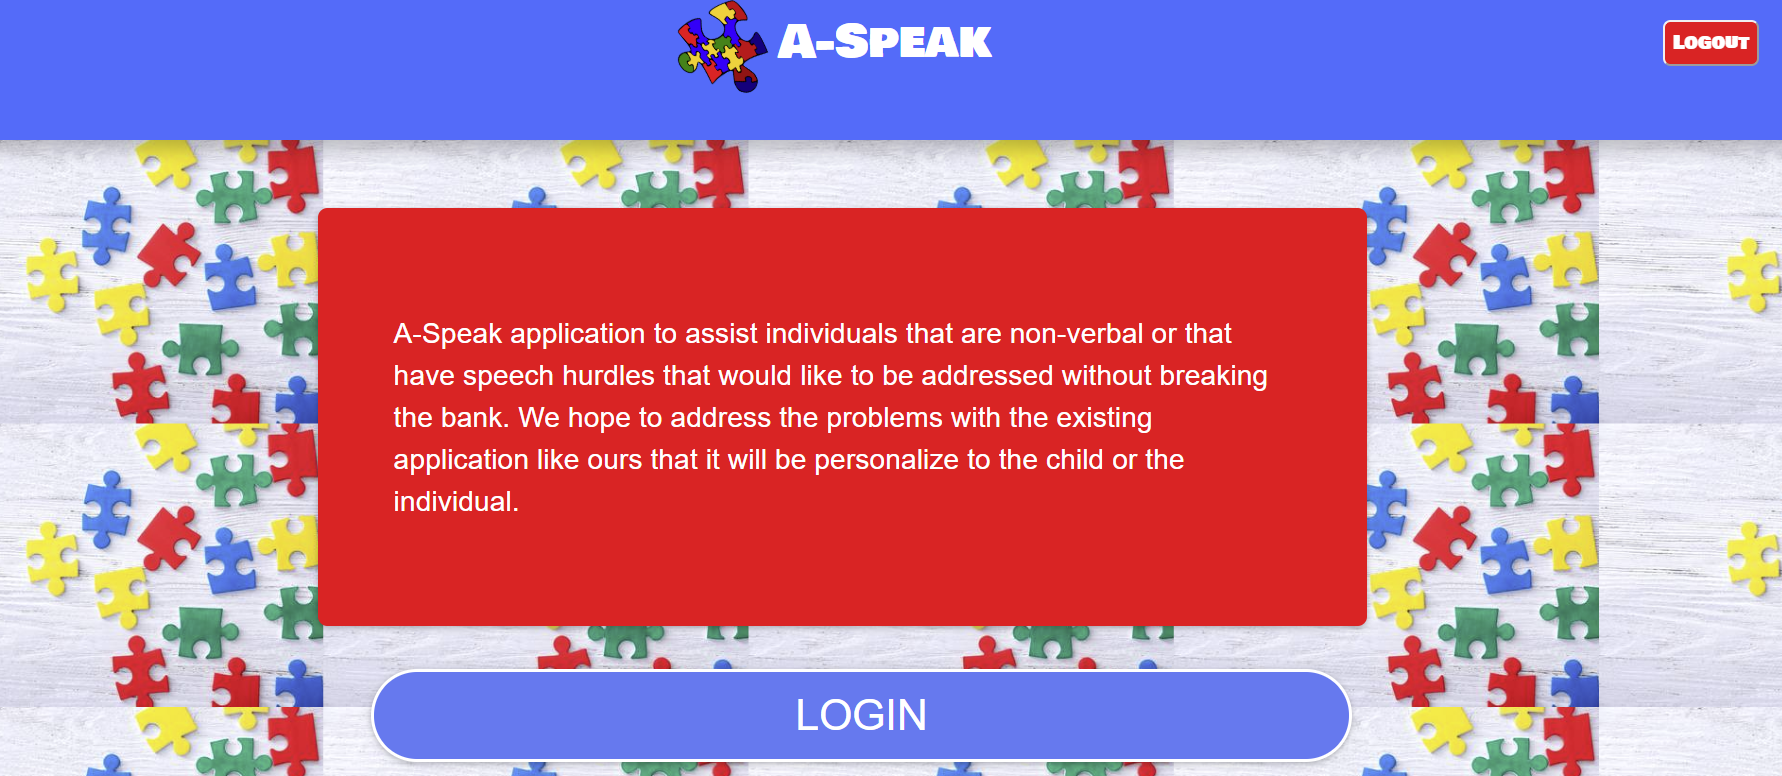 A-Speak
Logout
A-Speak application to assist individuals that are non-verbal or that
have speech hurdles that would like to be addressed without breaking
the bank. We hope to address the problems with the existing
application like ours that it will be personalize to the child or the
individual.
LOGIN